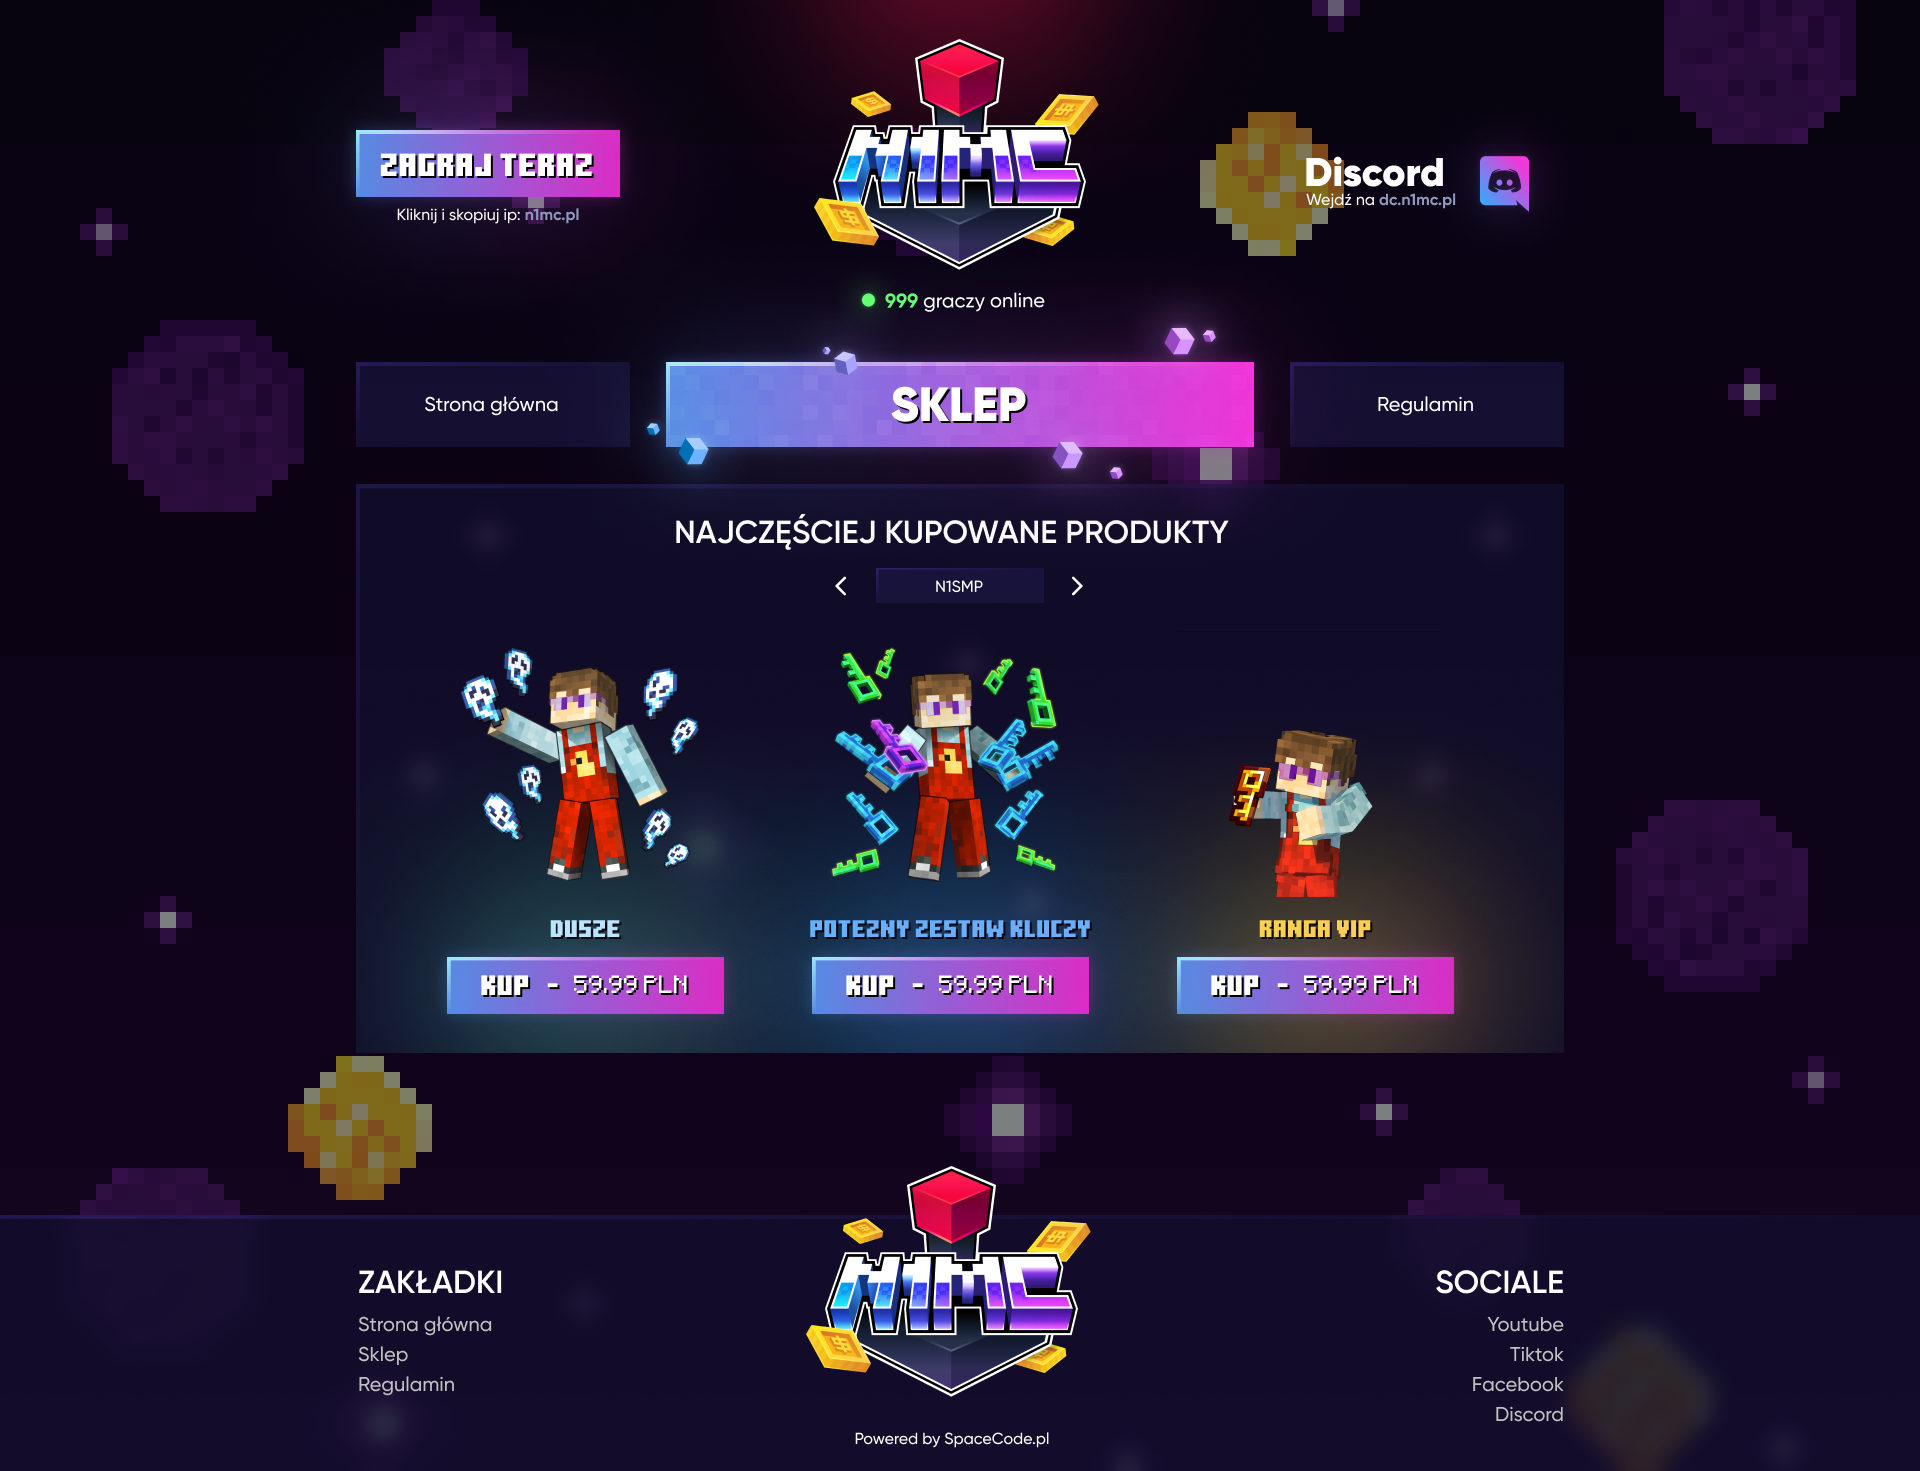 ZAGRAJ TERAZ
Kliknij i skopiuj ip: n1mc.pl
N1MC
Discord
Wejdź na dc.n1mc.pl
999 graczy online
Strona główna
SKLEP
Regulamin
NAJCZĘŚCIEJ KUPOWANE PRODUKTY
N1SMP
DUSZE
POTEZNY ZESTAW KLUCZY
RANGA VIP
KUP - 59.99 PLN
KUP - 59.99 PLN
KUP - 59.99 PLN
N1MC
ZAKŁADKI
Strona główna
Sklep
Regulamin
SOCIALE
Youtube
Tiktok
Facebook
Discord
Powered by SpaceCode.pl